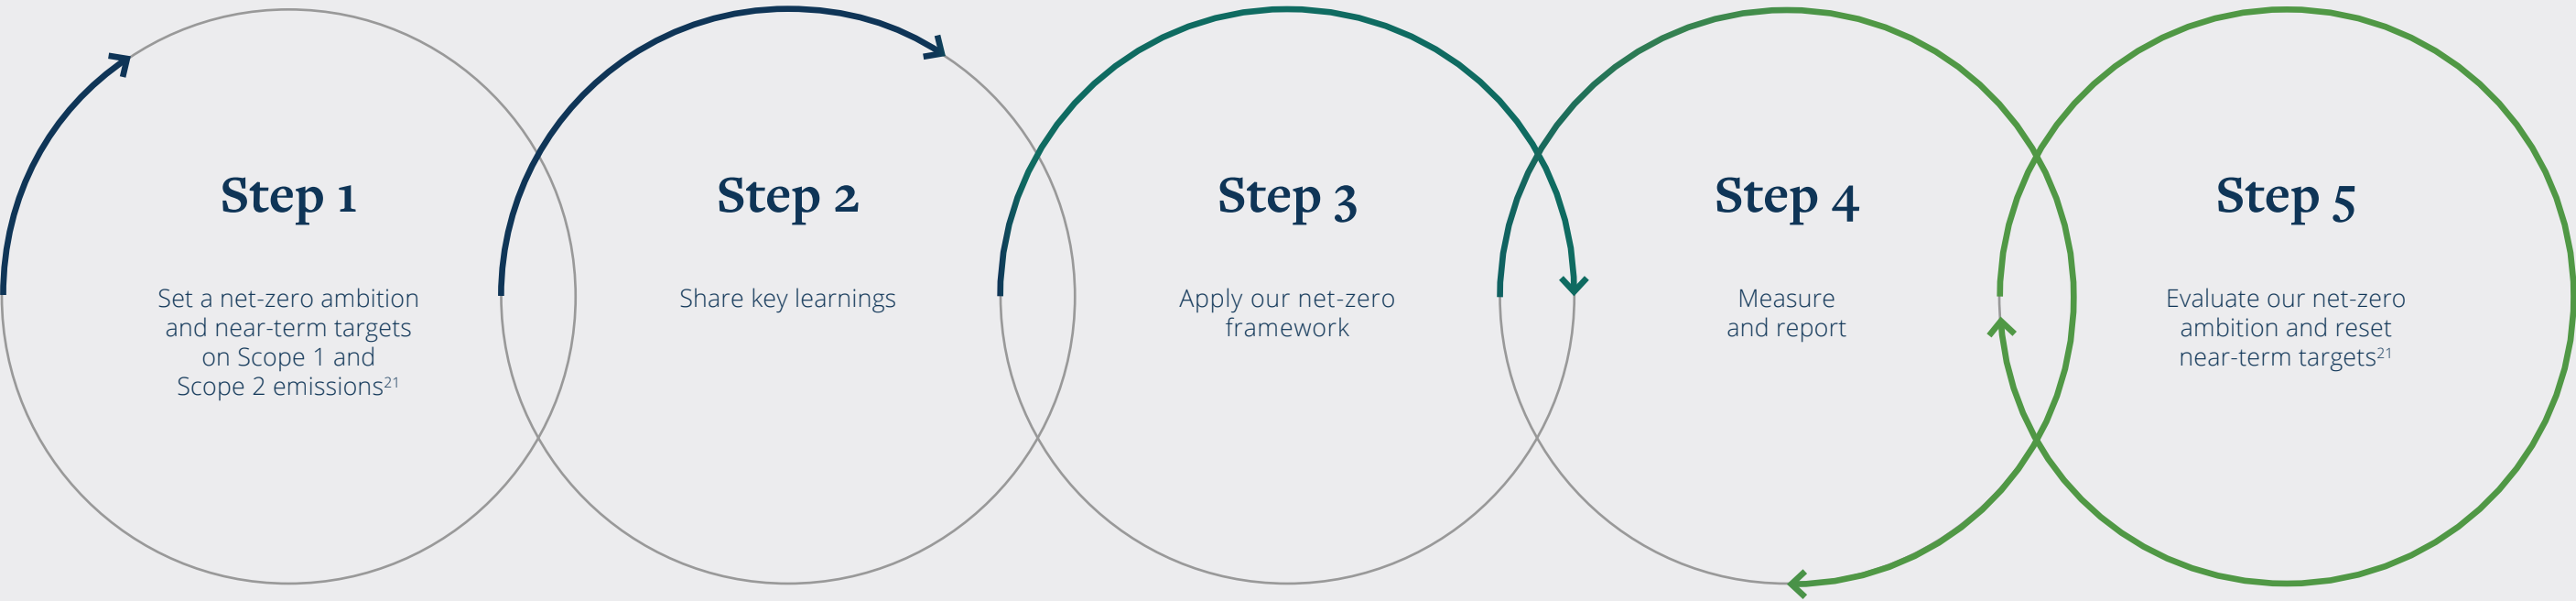 Step 1
Set a net-zero ambition
and near-term targets
on Scope 1 and
Scope 2 emissions21
Step 2
Share key learnings
Step 3
Apply our net-zero
framework
Step 4
Measure
and report
Step 5
Evaluate our net-zero
ambition and reset
near-term targets21